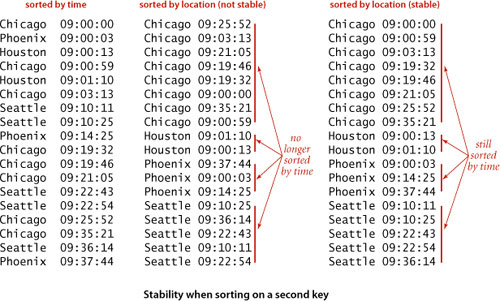 sorted by time
Chicago 09:00:00
Phoenix 09:00:03
Houston 09:00:13
Chicago 09:00:59
Houston 09:01:10
Chicago 09:03:13
Seattle 09:10:11
Seattle 09:10:25
Phoenix 09:14:25
Chicago 09:19:32
Chicago 09:19:46
Chicago 09:21:05
Seattle 09:22:43
Seattle 09:22:54
Chicago 09:25:52
Chicago 09:35:21
Seattle 09:36:14
Phoenix 09:37:44
sorted by location (not stable)
Chicago 09:25:52
Chicago 09:03:13
Chicago 09:21:05
Chicago 09:19:46
Chicago 09:19:32
Chicago 09:00:00
Chicago 09:35:21
Chicago 09:00:59
Houston 09:01:10
Houston 09:00:13
Phoenix 09:37:44
Phoenix 09:00:03
Phoenix 09:14:25
Seattle 09:10:25
Seattle 09:36:14
Seattle 09:22:43
Seattle 09:10:11
Seattle 09:22:54
no
longer
sorted
by time
sorted by location (stable)
Chicago 09:00:00
Chicago 09:00:59
Chicago 09:03:13
Chicago 09:19:32
Chicago 09:19:46
Chicago 09:21:05
Chicago 09:25:52
Chicago 09:35:21
Houston 09:00:13
Houston 09:01:10
Phoenix 09:00:03
Phoenix 09:14:25
Phoenix 09:37:44
Seattle 09:10:11
Seattle 09:10:25
Seattle 09:22:43
Seattle 09:22:54
Seattle 09:36:14
still
sorted
by time
Stability when sorting on a second key